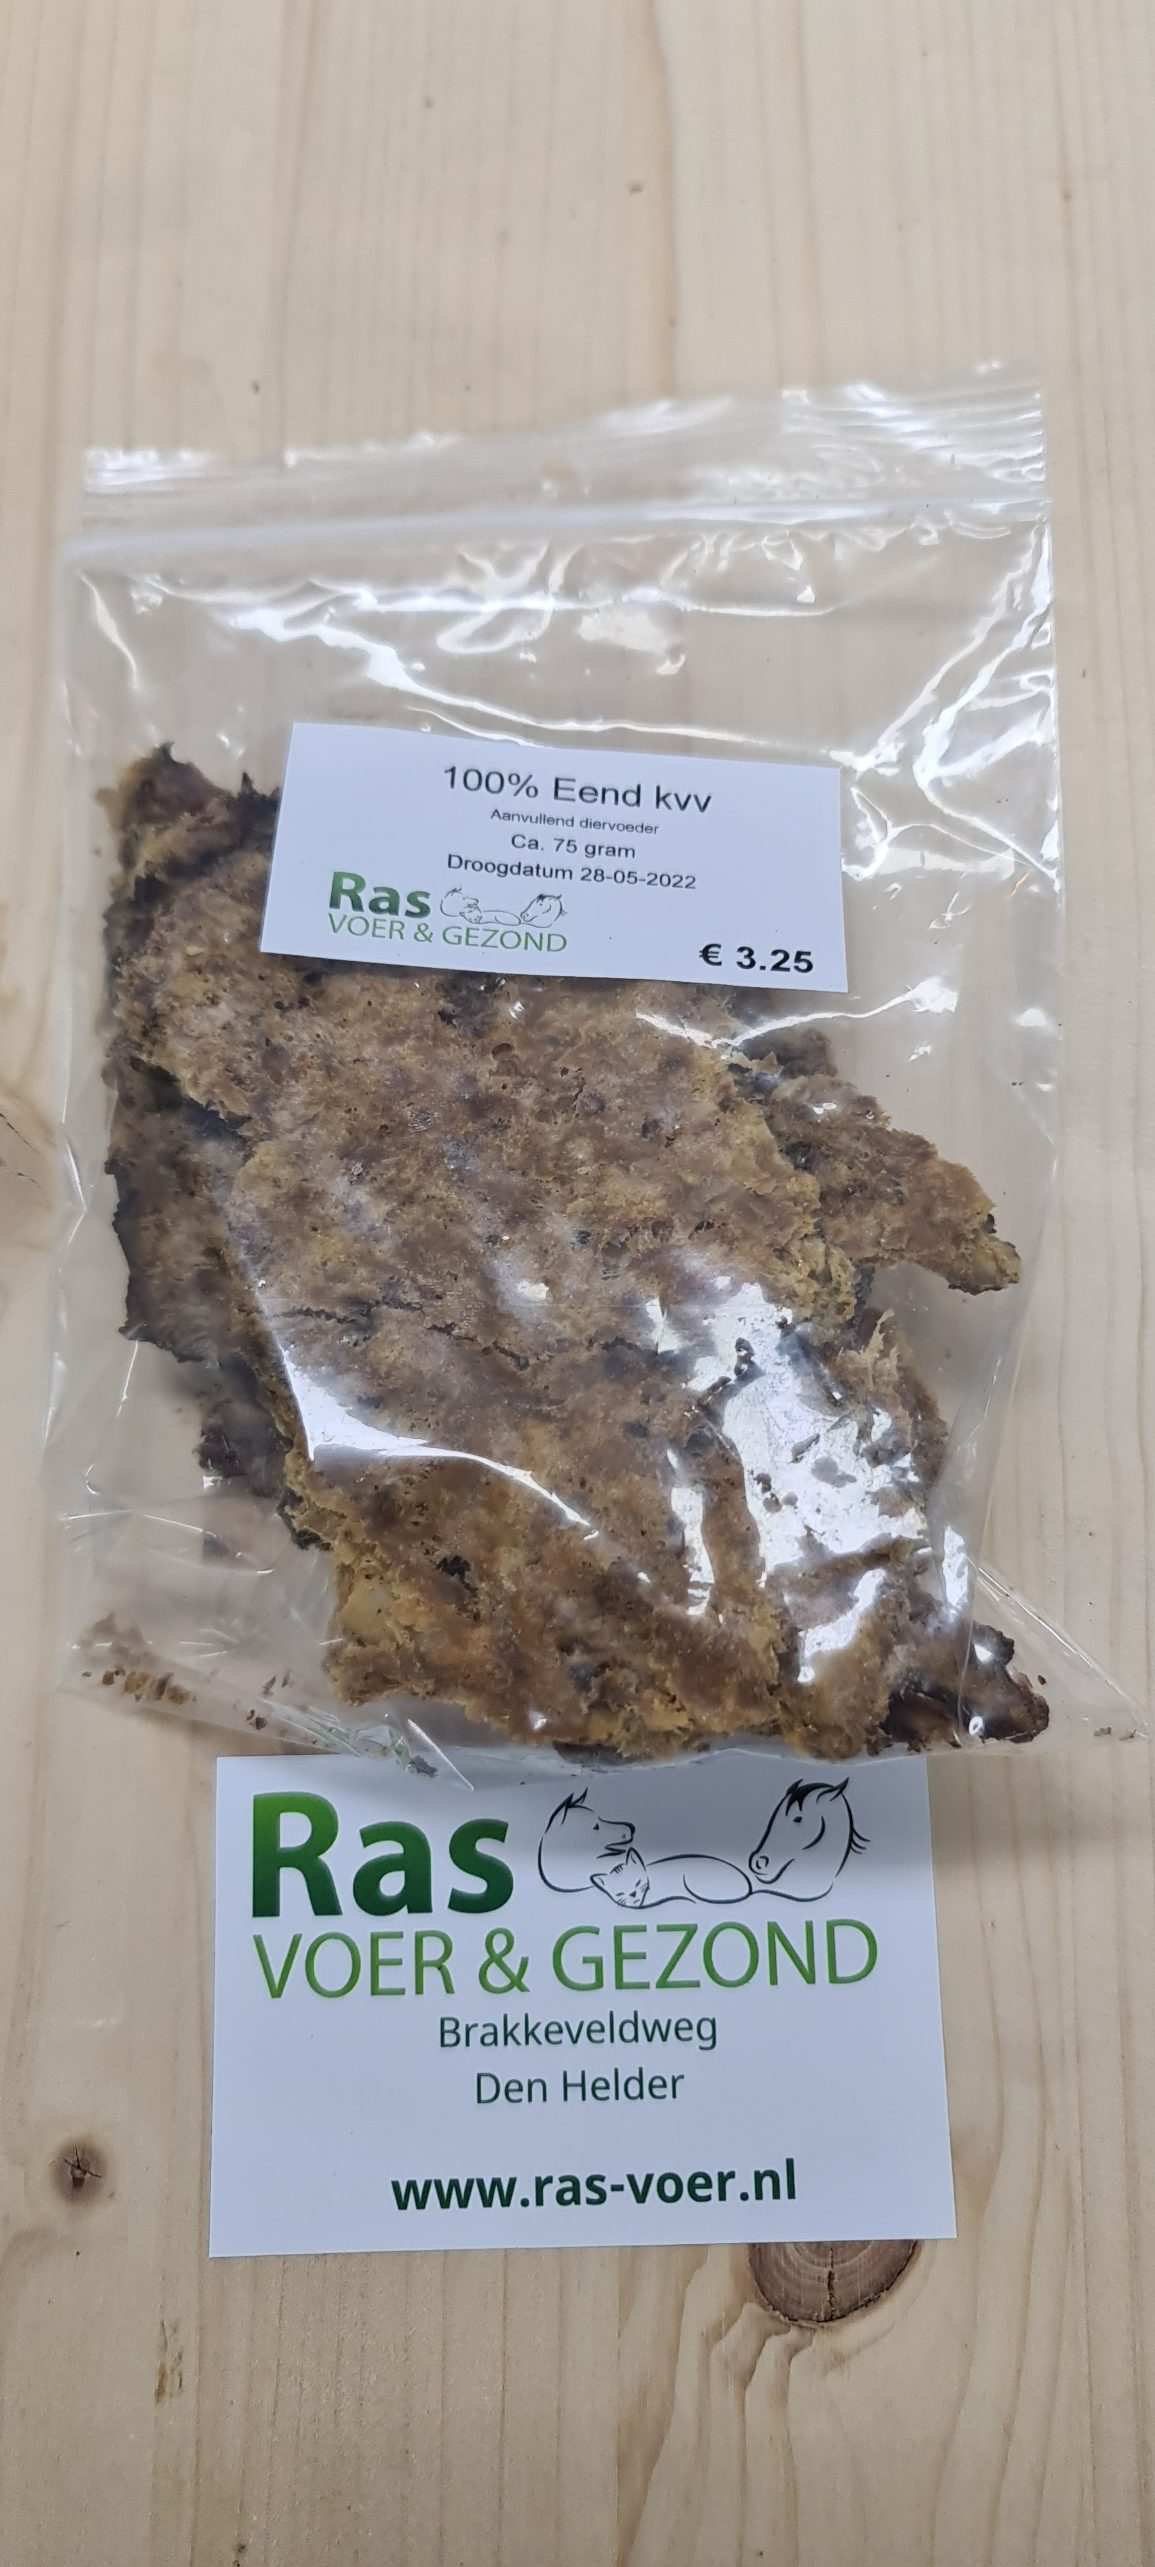 100% Eend kvv
Aanvullend diervoeder
Ca. 75 gram
Droogdatum 28-05-2022
Ras
VOER & GEZOND
€ 3.25
Ras
VOER & GEZOND
Brakkeveldweg
Den Helder
www.ras-voer.nl